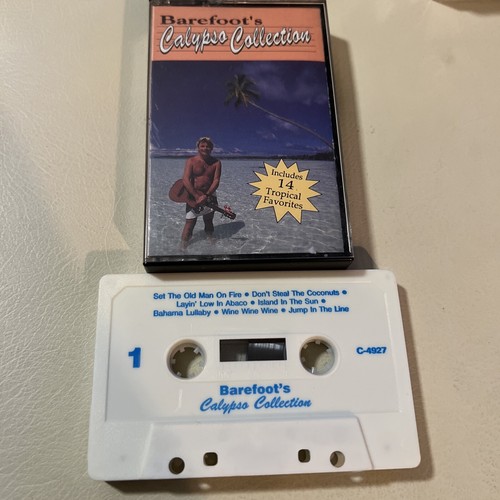 Barefoot's
Calypso Collection
Includes
14
Tropical
Favorites
Set The Old Man On Fire • Don't Steal The Coconuts •
Layin' Low In Abaco • Island In The Sun •
Bahama Lullaby • Wine Wine Wine • Jump In The Line
1
C-4927
Barefoot's
Calypso Collection